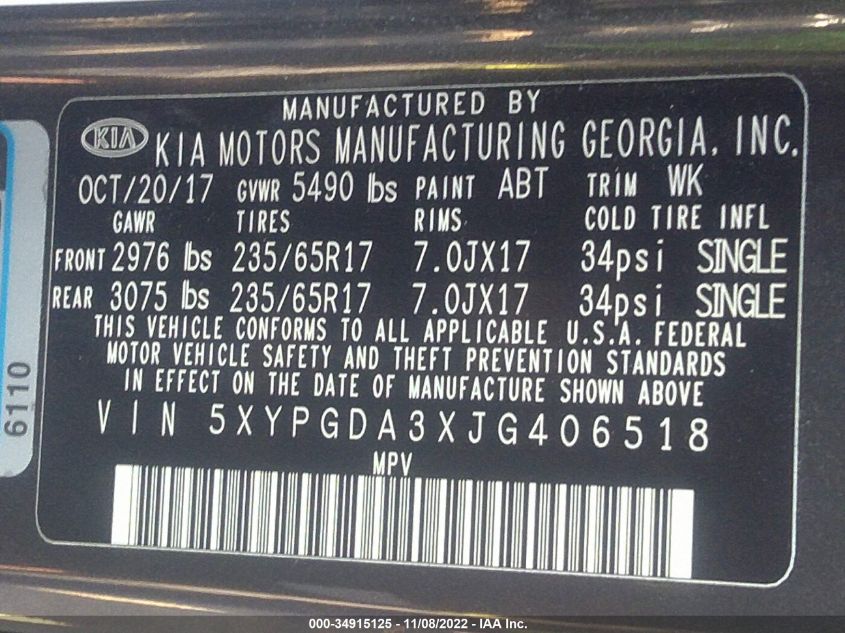 MANUFACTURED BY
KIA KIA MOTORS MANUFACTURING GEORGIA, INC.
OCT/20/17 GVWR 5490 lbs PAINT ABT TRIM WK
GAWR TIRES RIMS COLD TIRE INFL
FRONT 2976 lbs 235/65R17 7.0JX17 34psi SINGLE
REAR 3075 lbs 235/65R17 7.0JX17 34psi SINGLE
THIS VEHICLE CONFORMS TO ALL APPLICABLE U.S.A. FEDERAL
MOTOR VEHICLE SAFETY AND THEFT PREVENTION STANDARDS
IN EFFECT ON THE DATE OF MANUFACTURE SHOWN ABOVE
VIN 5XYPGDA3XJG406518
MPV
6110
000-34915125 - 11/08/2022 - IAA Inc.